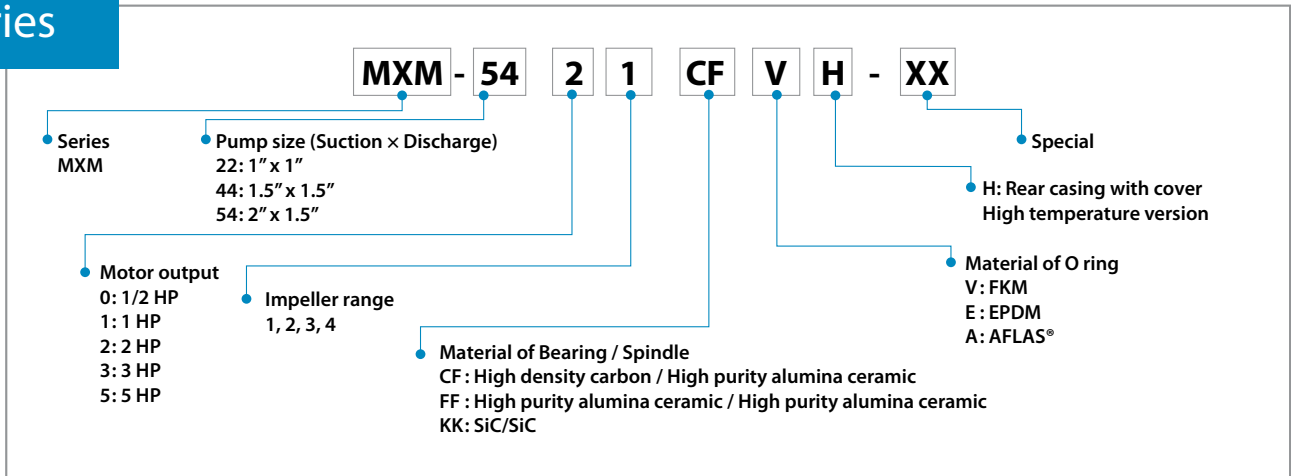 ries
MXM - 54 2 1 CF V H - XX
Series
MXM
Pump size (Suction × Discharge)
22: 1″ x 1″
44: 1.5″ x 1.5″
54: 2″ x 1.5″
Special
H: Rear casing with cover
High temperature version
Motor output
0: 1/2 HP
1: 1 HP
2: 2 HP
3: 3 HP
5: 5 HP
Impeller range
1, 2, 3, 4
Material of O ring
V : FKM
E : EPDM
A: AFLAS®
Material of Bearing / Spindle
CF : High density carbon / High purity alumina ceramic
FF : High purity alumina ceramic / High purity alumina ceramic
KK: SiC/SiC